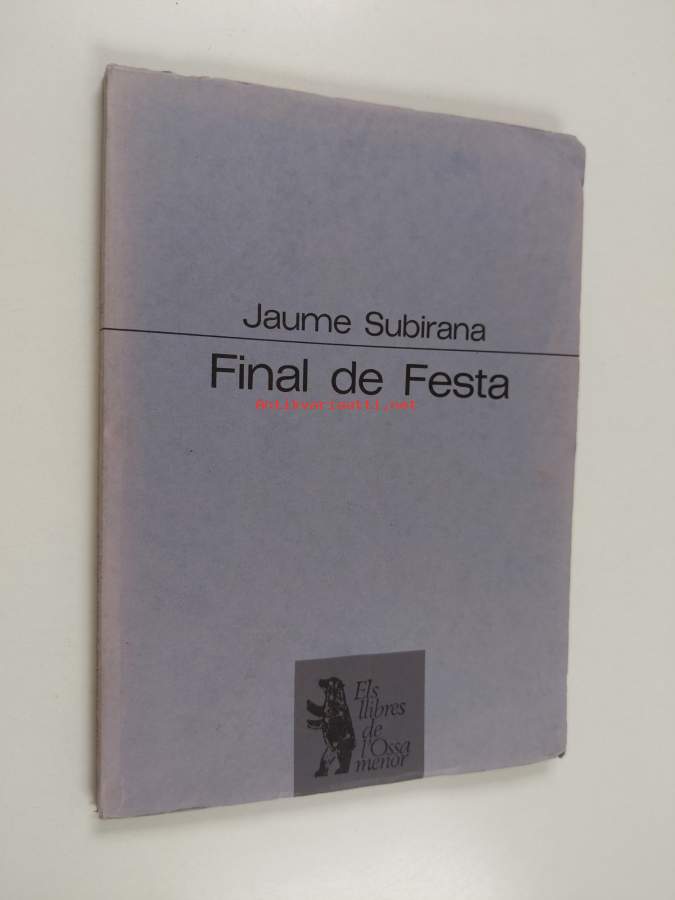 Jaume Subirana
Final de Festa
Antikvariaatti.net
Els
llibres
de
l'Ossa
menor